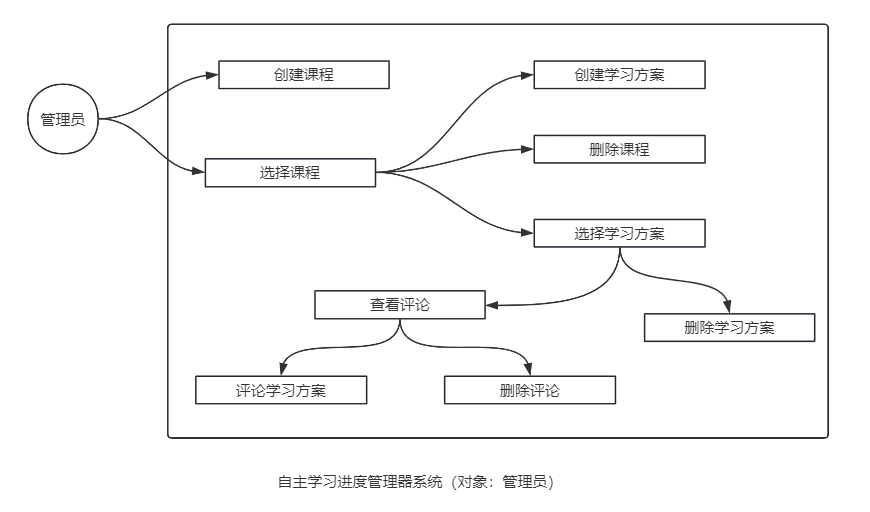 创建课程
创建学习方案
管理员
删除课程
选择课程
选择学习方案
查看评论
删除学习方案
评论学习方案
删除评论
自主学习进度管理器系统（对象：管理员）